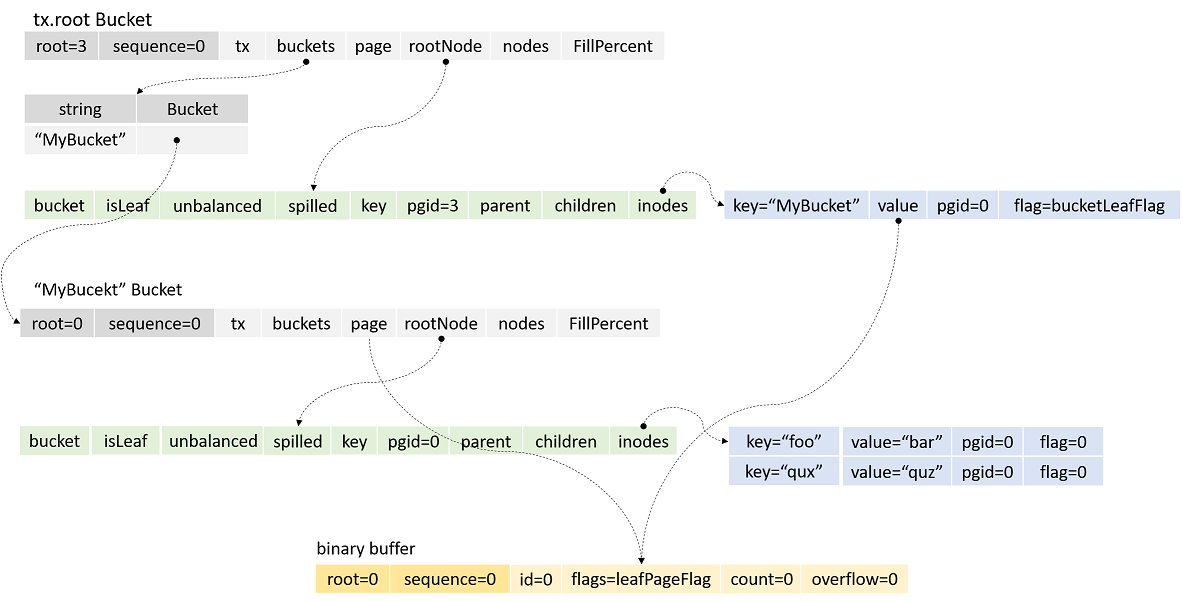 tx.root Bucket
root=3 sequence=0 tx buckets page rootNode nodes FillPercent
string Bucket
“MyBucket”
bucket isLeaf unbalanced spilled key pgid=3 parent children inodes key=“MyBucket” value pgid=0 flag=bucketLeafFlag
“MyBucekt” Bucket
root=0 sequence=0 tx buckets page rootNode nodes FillPercent
bucket isLeaf unbalanced spilled key pgid=0 parent children inodes key=“foo” value=“bar” pgid=0 flag=0
key=“qux” value=“quz” pgid=0 flag=0
binary buffer
root=0 sequence=0 id=0 flags=leafPageFlag count=0 overflow=0